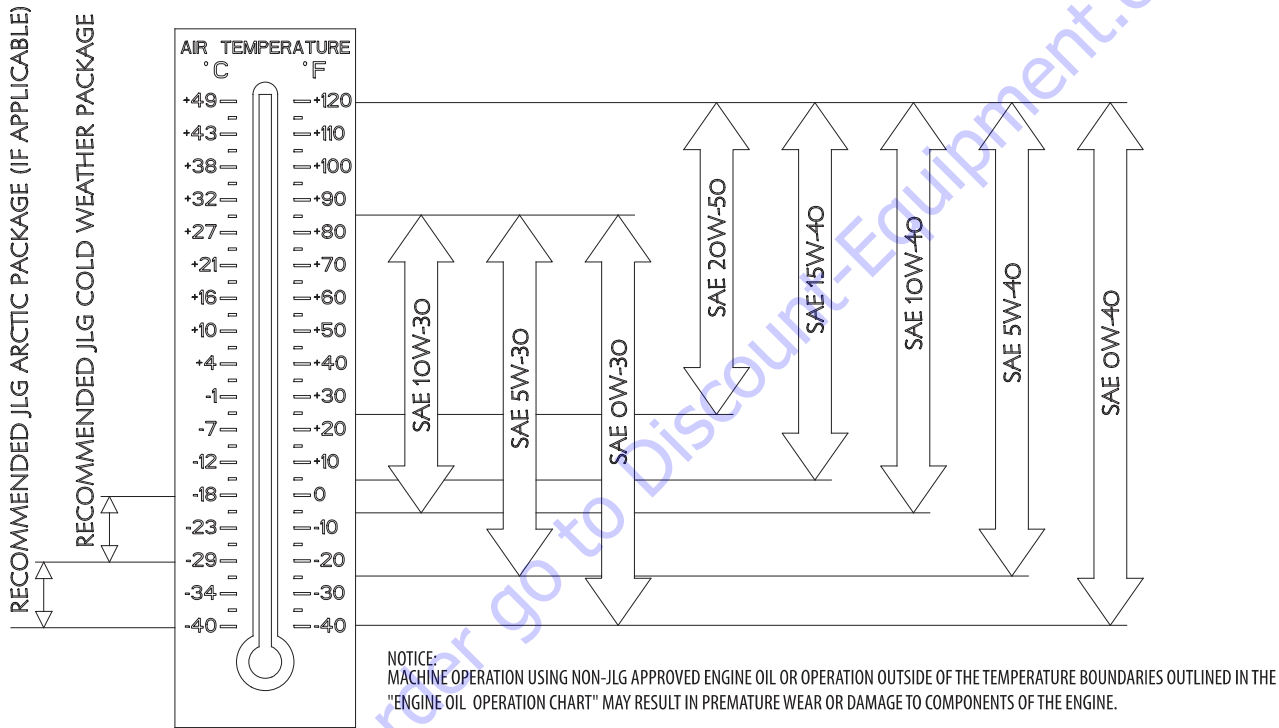 RECOMMENDED JLG ARCTIC PACKAGE (IF APPLICABLE)
RECOMMENDED JLG COLD WEATHER PACKAGE
AIR TEMPERATURE
°C °F
+49 +120
+43 +110
+38 +100
+32 +90
+27 +80
+21 +70
+16 +60
+10 +50
+4 +40
-1 +30
-7 +20
-12 +10
-18 0
-23 -10
-29 -20
-34 -30
-40 -40
SAE 10W-30
SAE 5W-30
SAE 0W-30
SAE 20W-50
SAE 15W-40
SAE 10W-40
SAE 5W-40
SAE 0W-40
NOTICE:
MACHINE OPERATION USING NON-JLG APPROVED ENGINE OIL OR OPERATION OUTSIDE OF THE TEMPERATURE BOUNDARIES OUTLINED IN THE
"ENGINE OIL OPERATION CHART" MAY RESULT IN PREMATURE WEAR OR DAMAGE TO COMPONENTS OF THE ENGINE.
go to Discount-Equipment.